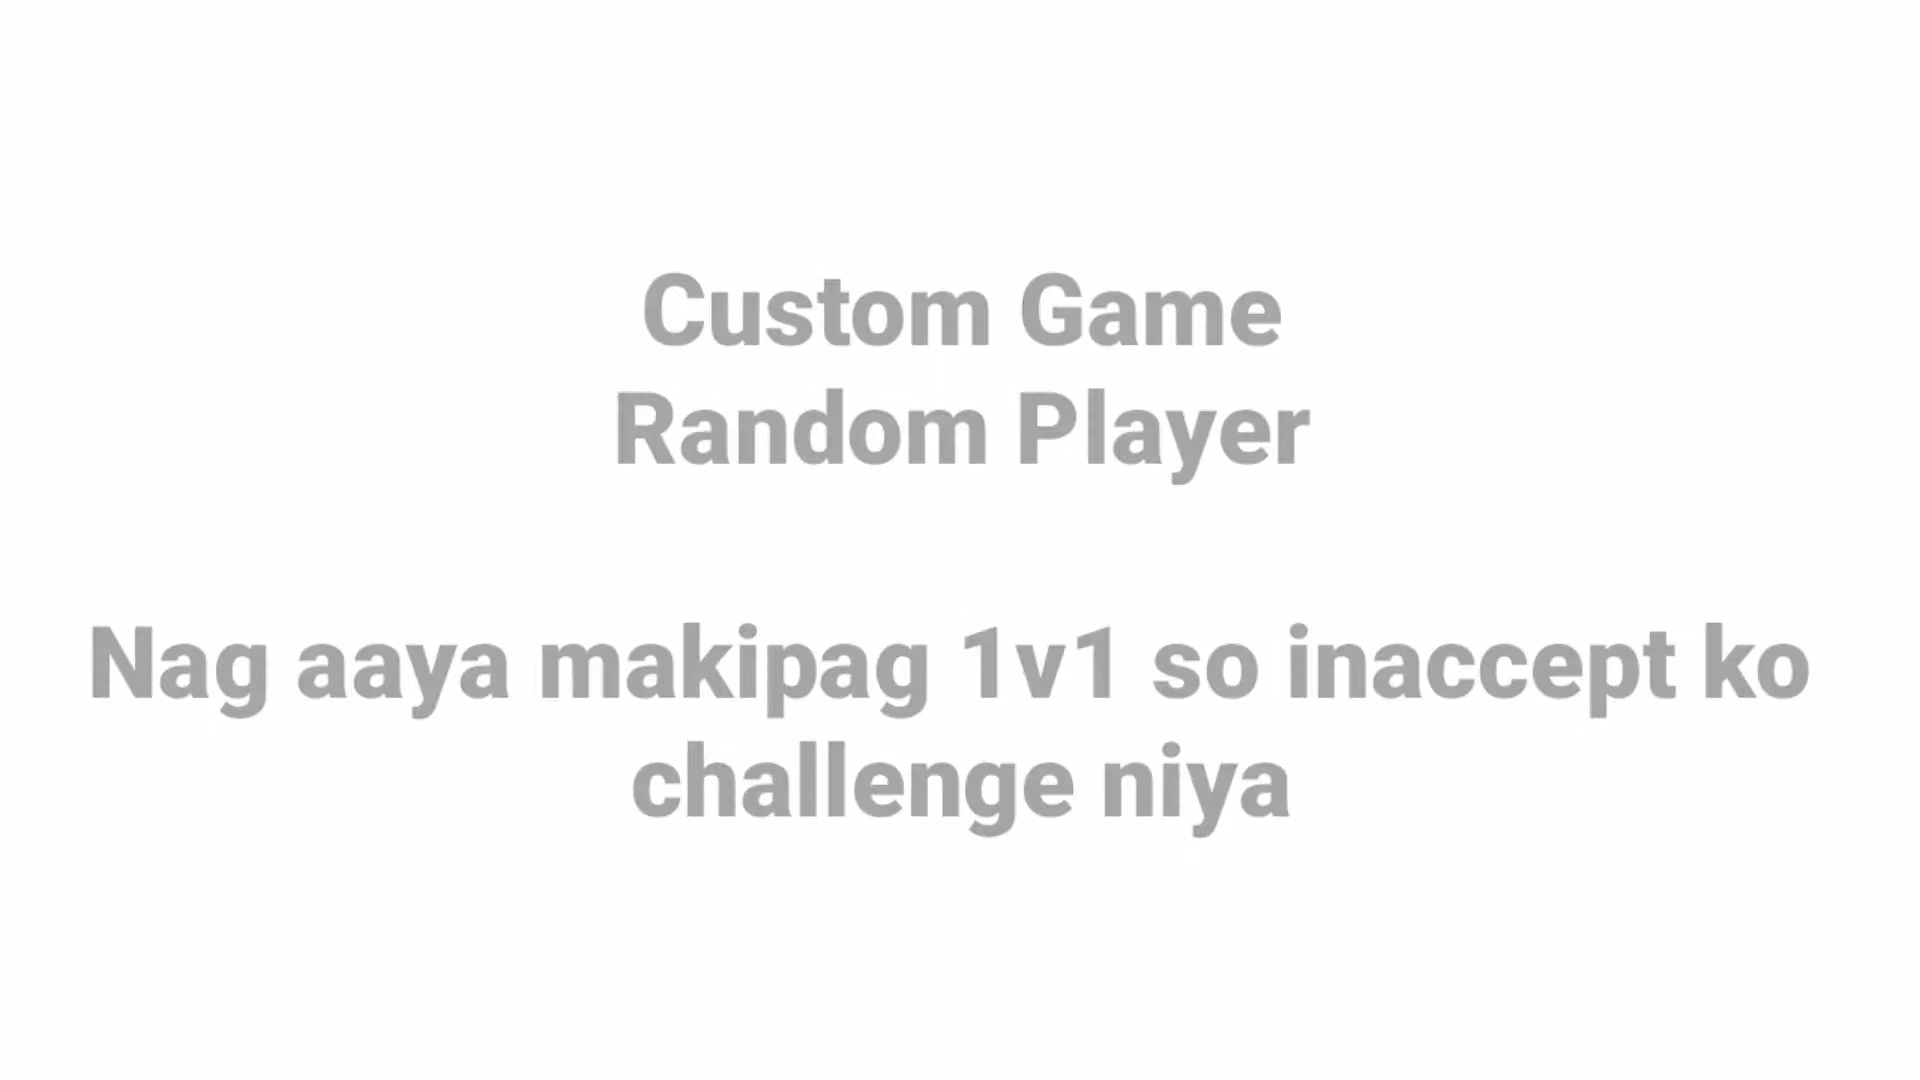 Custom Game
Random Player
Nag aaya makipag 1v1 so inaccept ko
challenge niya